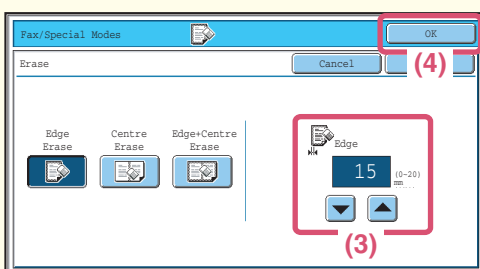 Fax/Special Modes
OK
Erase
Cancel
(4)
Edge
Erase
Centre
Erase
Edge+Centre
Erase
Edge
15
(0-20)
mm
(3)